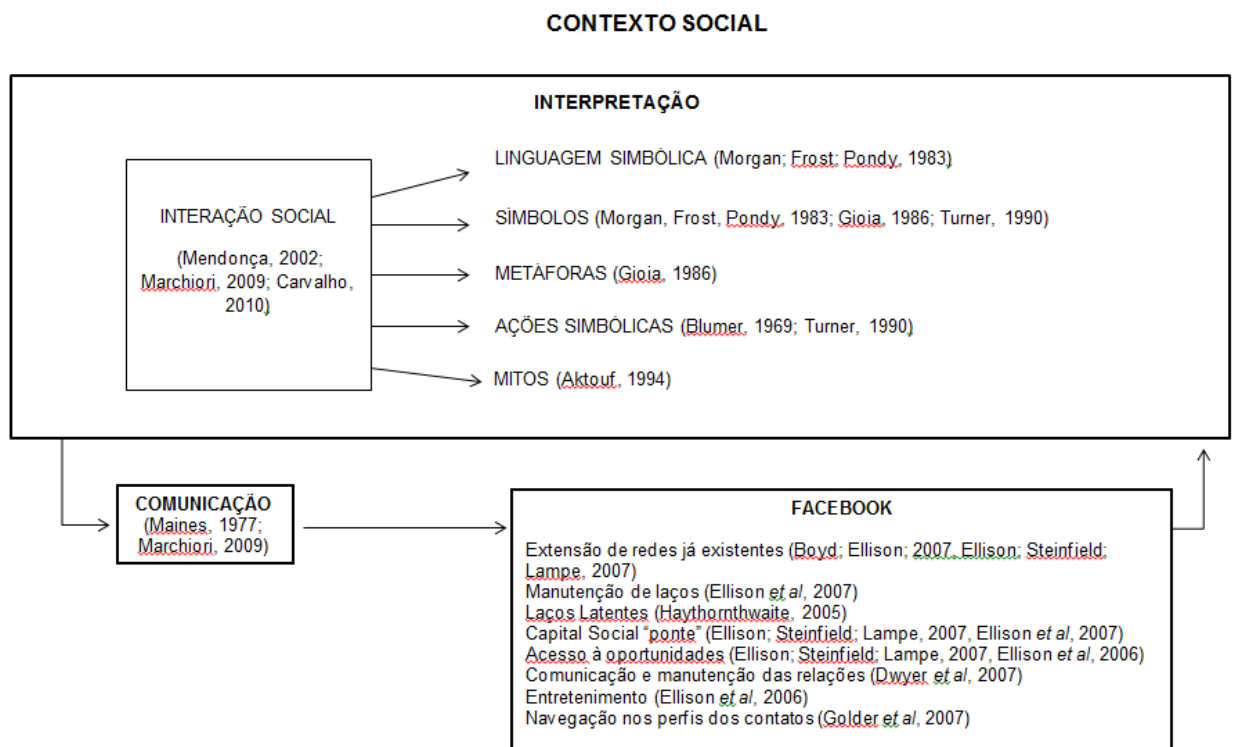 CONTEXTO SOCIAL
INTERPRETAÇÃO
INTERAÇÃO SOCIAL
(Mendonça, 2002;
Marchiori, 2009; Carvalho,
2010)
LINGUAGEM SIMBÓLICA (Morgan; Frost; Pondy, 1983)
SÍMBOLOS (Morgan, Frost, Pondy, 1983; Gioia, 1986; Turner, 1990)
METÁFORAS (Gioia, 1986)
AÇÕES SIMBÓLICAS (Blumer, 1969; Turner, 1990)
MITOS (Aktouf, 1994)
COMUNICAÇÃO
(Maines, 1977;
Marchiori, 2009)
FACEBOOK
Extensão de redes já existentes (Boyd; Ellison; 2007, Ellison; Steinfield;
Lampe, 2007)
Manutenção de laços (Ellison et al, 2007)
Laços Latentes (Haythornthwaite, 2005)
Capital Social “ponte” (Ellison; Steinfield; Lampe, 2007, Ellison et al, 2007)
Acesso à oportunidades (Ellison; Steinfield; Lampe, 2007, Ellison et al, 2006)
Comunicação e manutenção das relações (Dwyer et al, 2007)
Entretenimento (Ellison et al, 2006)
Navegação nos perfis dos contatos (Golder et al, 2007)